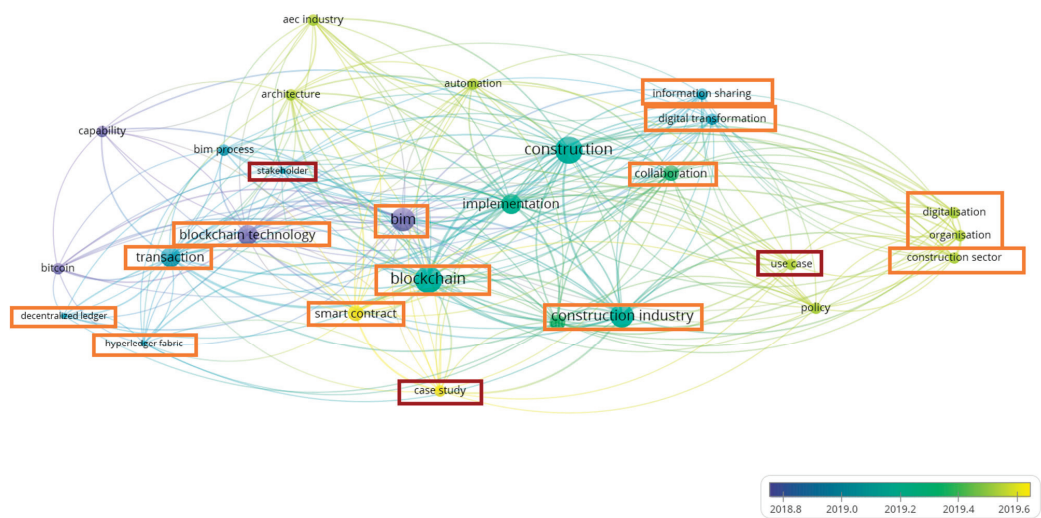 aec industry
automation
architecture
information sharing
digital transformation
capability
bim process
construction
stakeholder
collaboration
implementation
digitalisation
bim
blockchain technology
organisation
transaction
construction sector
use case
bitcoin
blockchain
policy
smart contract
decentralized ledger
construction industry
hyperledger fabric
case study
2018.8 2019.0 2019.2 2019.4 2019.6